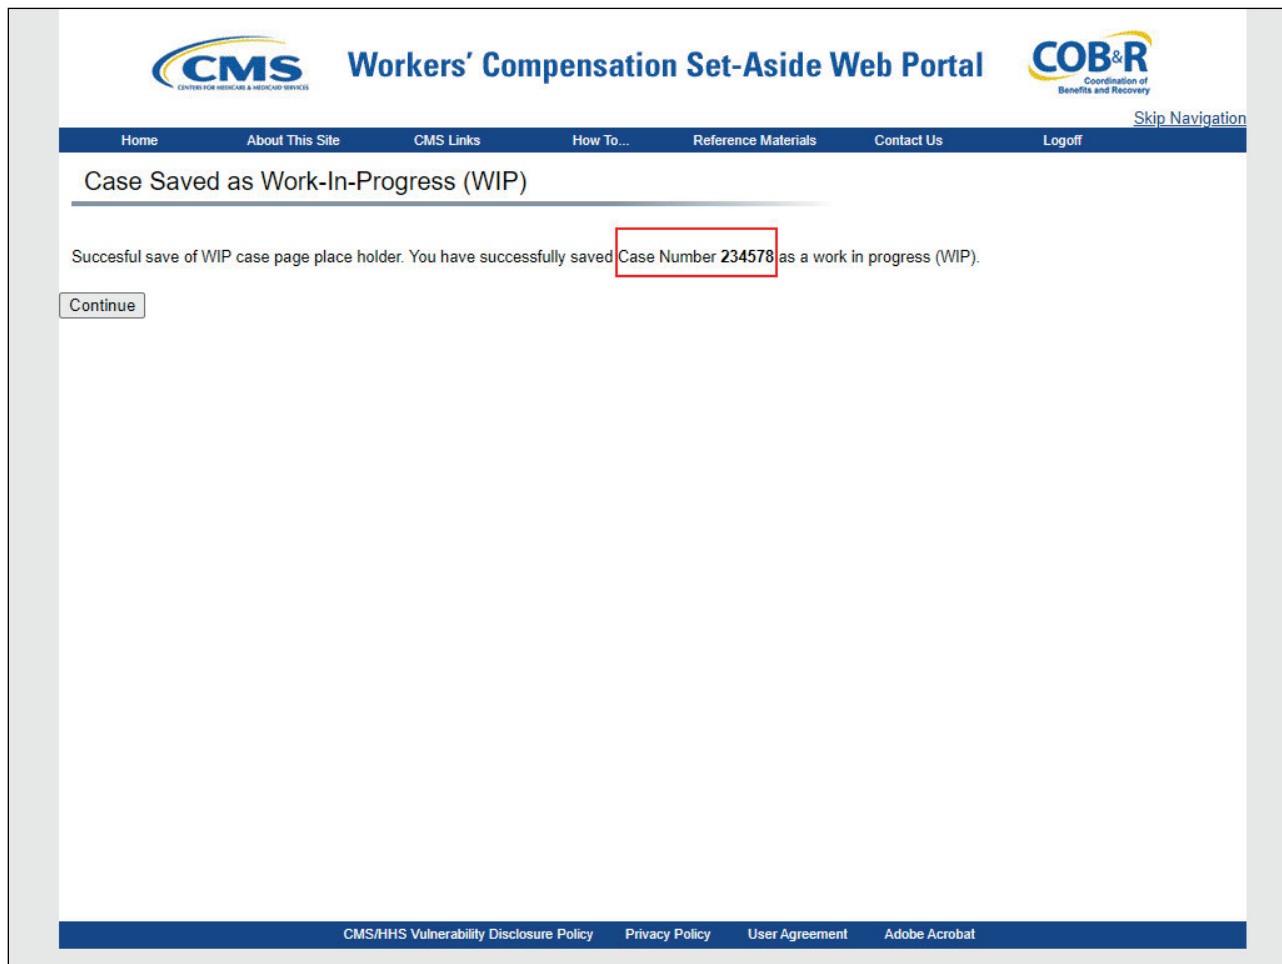 CMS
CENTERS FOR MEDICARE & MEDICAID SERVICES
Workers' Compensation Set-Aside Web Portal
COB&R
Coordination of
Benefits and Recovery
Skip Navigation
Home About This Site CMS Links How To... Reference Materials Contact Us Logoff
Case Saved as Work-In-Progress (WIP)
Succesful save of WIP case page place holder. You have successfully saved Case Number 234578 as a work in progress (WIP).
Continue
CMS/HHS Vulnerability Disclosure Policy Privacy Policy User Agreement Adobe Acrobat